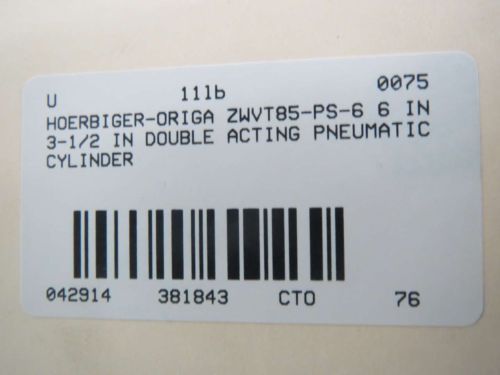 U 11lb 0075
HOERBIGER-ORIGA ZWVT85-PS-6 6 IN
3-1/2 IN DOUBLE ACTING PNEUMATIC
CYLINDER
042914 381843 CTO 76